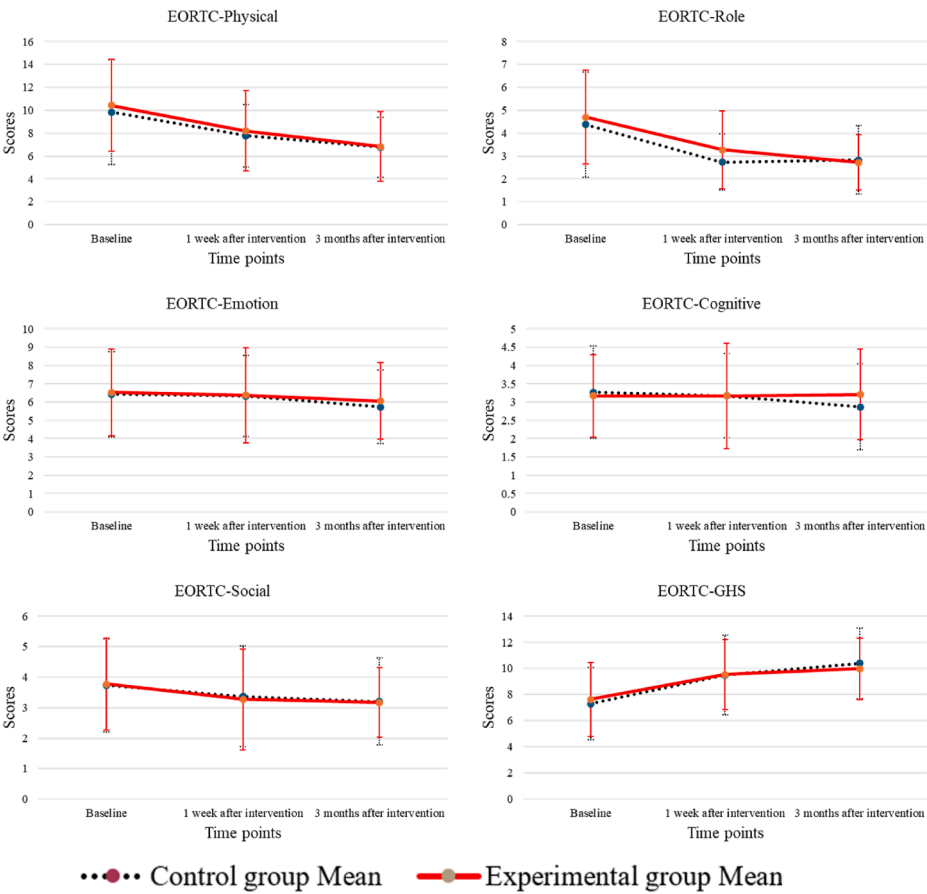 EORTC-Physical
16
14
12
10
8
6
4
2
0
Scores
Baseline 1 week after intervention 3 months after intervention
Time points
EORTC-Role
8
7
6
5
4
3
2
1
0
Scores
Baseline 1 week after intervention 3 months after intervention
Time points
EORTC-Emotion
10
9
8
7
6
5
4
3
2
1
0
Scores
Baseline 1 week after intervention 3 months after intervention
Time points
EORTC-Cognitive
5
4.5
4
3.5
3
2.5
2
1.5
1
0.5
0
Scores
Baseline 1 week after intervention 3 months after intervention
Time points
EORTC-Social
6
5
4
3
2
1
0
Scores
Baseline 1 week after intervention 3 months after intervention
Time points
EORTC-GHS
14
12
10
8
6
4
2
0
Scores
Baseline 1 week after intervention 3 months after intervention
Time points
Control group Mean Experimental group Mean